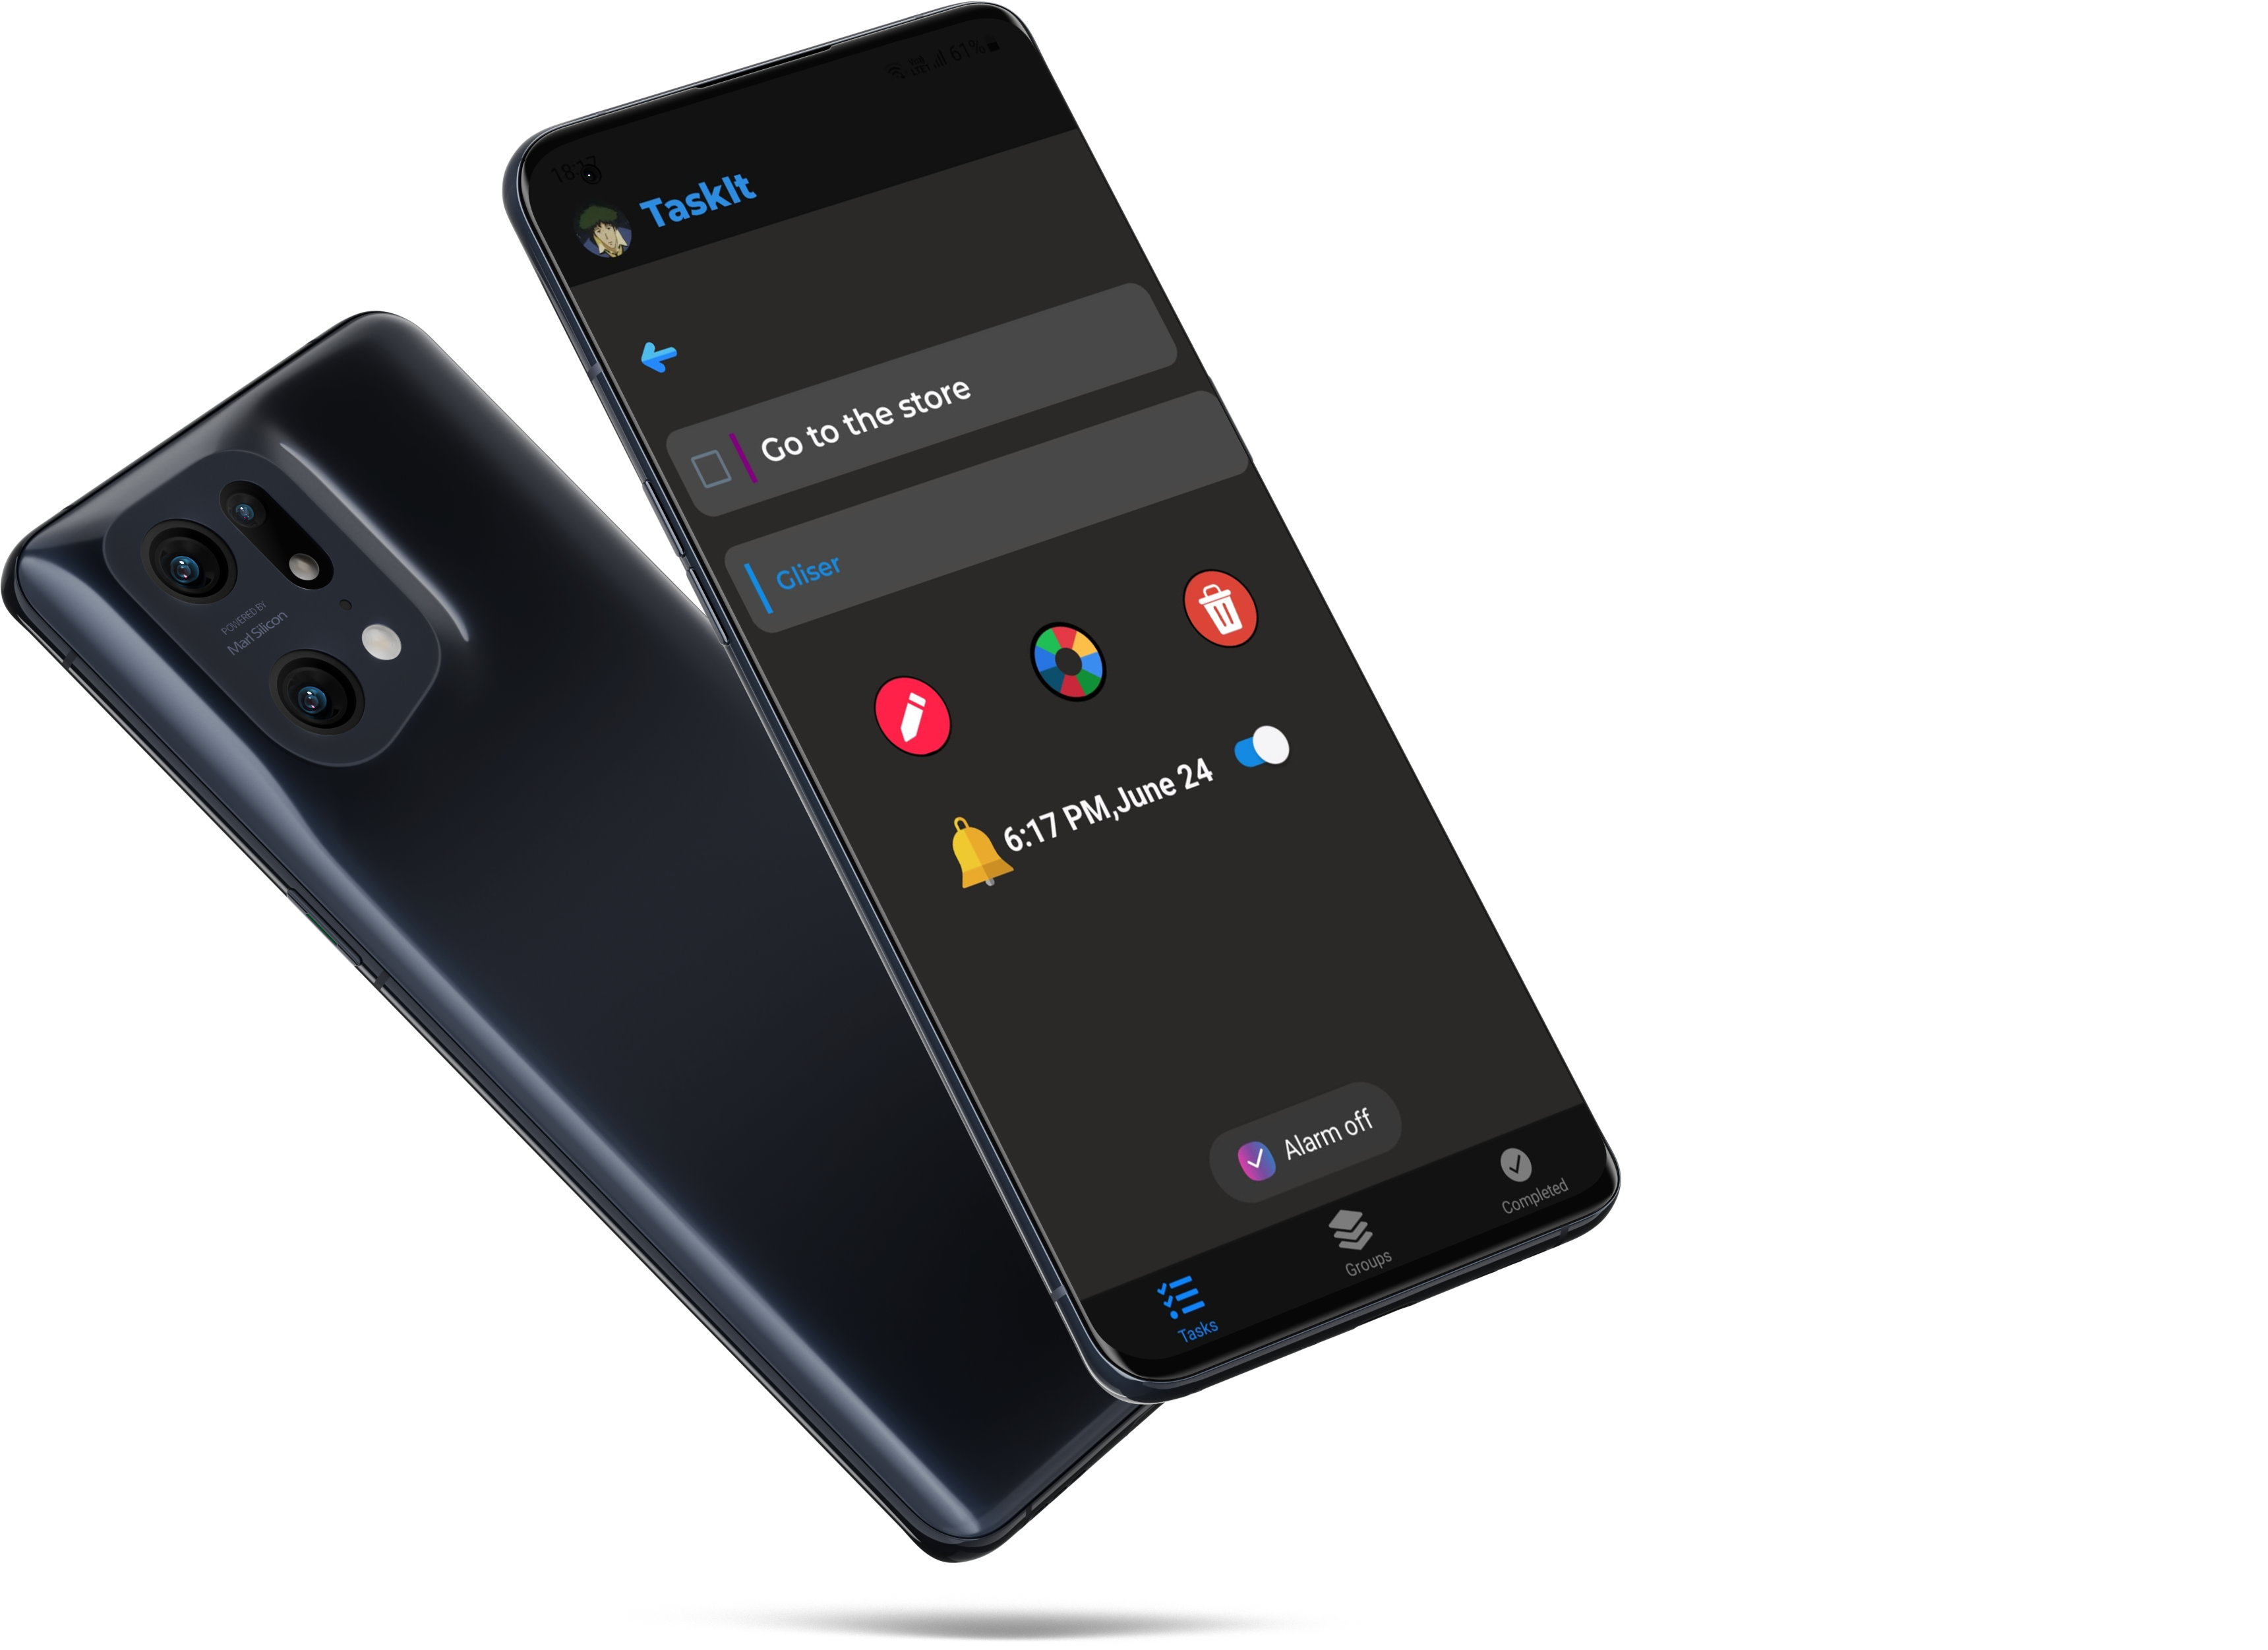 61%
18:17
TaskIt
Go to the store
Gliser
6:17 PM,June 24
Alarm off
Tasks
Groups
Completed
POWERED BY
MariSilicon